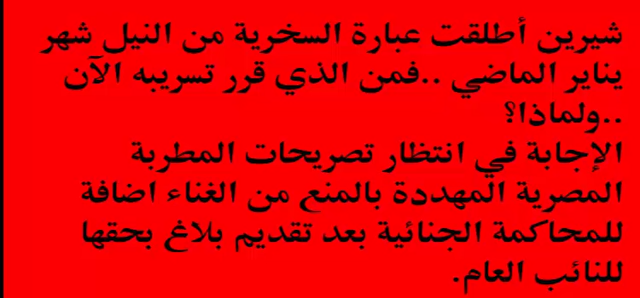 شيرين أطلقت عبارة السخرية من النيل شهر
يناير الماضي ..فمن الذي قرر تسريبه الآن
..ولماذا؟
الإجابة في انتظار تصريحات المطربة
المصرية المهددة بالمنع من الغناء اضافة
للمحاكمة الجنائية بعد تقديم بلاغ بحقها
للنائب العام.